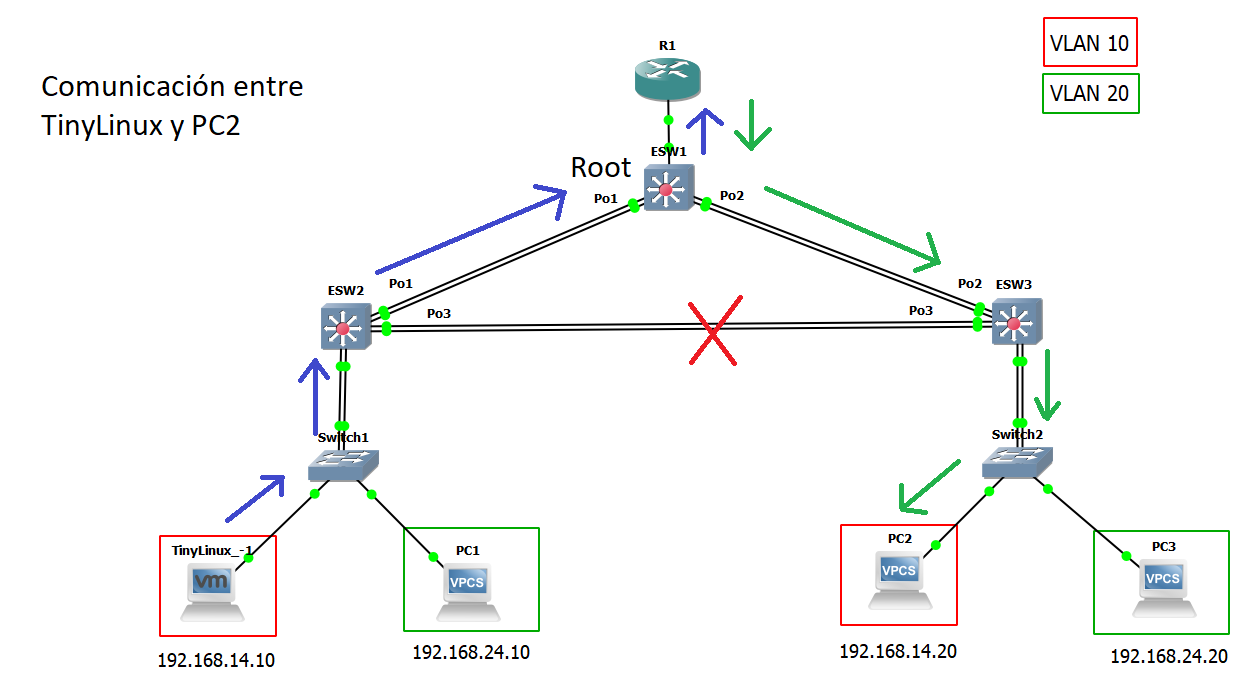 Comunicación entre
TinyLinux y PC2
VLAN 10
VLAN 20
R1
ESW1
Root
Po1
Po2
ESW2
Po1
Po3
Po2
ESW3
Po3
Switch1
Switch2
TinyLinux_-1
vm
PC1
VPCS
PC2
VPCS
PC3
VPCS
192.168.14.10
192.168.24.10
192.168.14.20
192.168.24.20